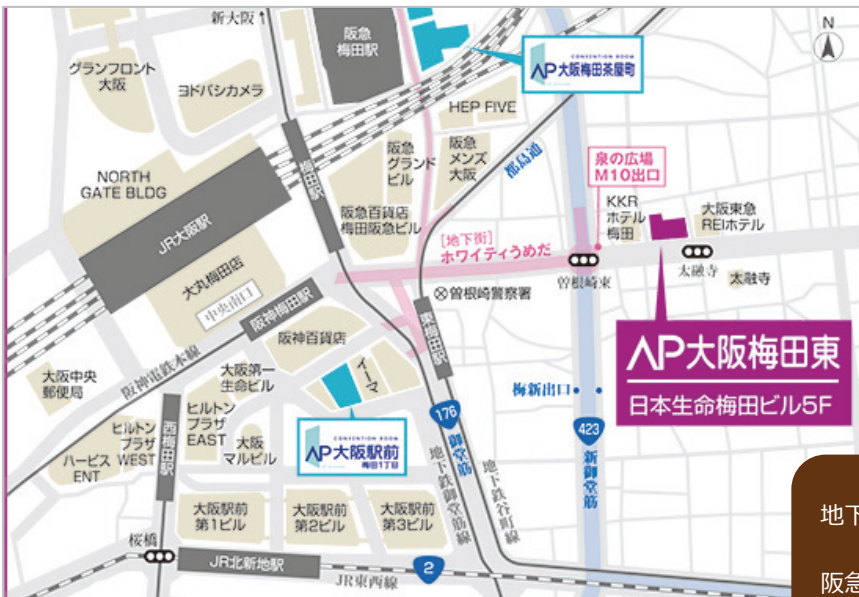 新大阪
N
グランフロント
大阪
ヨドバシカメラ
阪急
梅田駅
CONVENTION ROOM
AP大阪梅田茶屋町
HEP FIVE
NORTH
GATE BLDG
JR大阪駅
梅田駅
阪急
グランド
ビル
阪急
メンズ
大阪
都島通
泉の広場
M10出口
KKR
ホテル
梅田
大阪東急
REIホテル
阪急百貨店
梅田阪急ビル
[地下街]
ホワイティうめだ
曽根崎東
太融寺
太融寺
大丸梅田店
中央南口
阪神梅田駅
曽根崎警察署
東梅田駅
阪神百貨店
阪神電鉄本線
大阪中央
郵便局
大阪第一
生命ビル
イーマ
AP大阪梅田東
日本生命梅田ビル5F
梅新出口
西梅田駅
ヒルトン
プラザ
WEST
ヒルトン
プラザ
EAST
大阪
マルビル
ハービス
ENT
CONVENTION ROOM
AP大阪駅前
梅田1丁目
176
御堂筋
423
新御堂筋
地下鉄御堂筋線
地下鉄谷町線
大阪駅前
第1ビル
大阪駅前
第2ビル
大阪駅前
第3ビル
桜橋
JR北新地駅
JR東西線
2
地下
阪急